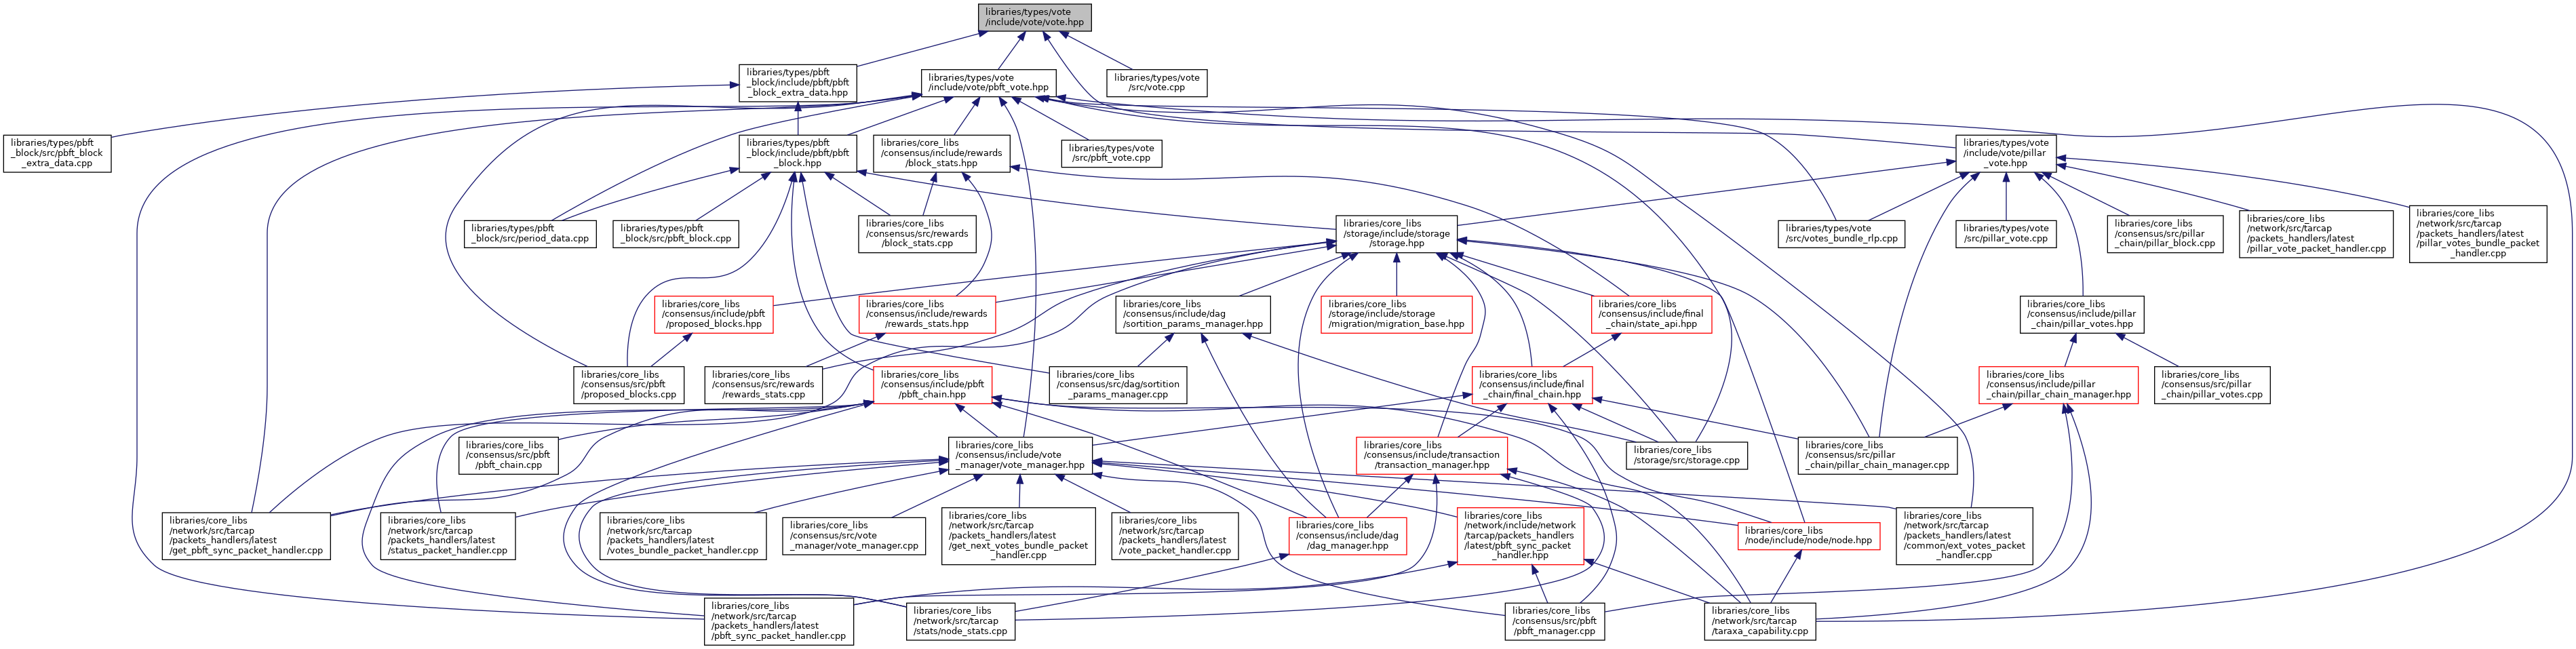 libraries/types/vote
/include/vote/vote.hpp
libraries/types/pbft
_block/include/pbft/pbft
_block_extra_data.hpp
libraries/types/vote
/include/vote/pbft_vote.hpp
libraries/types/vote
/src/vote.cpp
libraries/types/pbft
_block/src/pbft_block
_extra_data.cpp
libraries/types/pbft
_block/include/pbft/pbft
_block.hpp
libraries/core_libs
/consensus/include/rewards
/block_stats.hpp
libraries/types/vote
/src/pbft_vote.cpp
libraries/types/vote
/include/vote/pillar
_vote.hpp
libraries/types/pbft
_block/src/period_data.cpp
libraries/types/pbft
_block/src/pbft_block.cpp
libraries/core_libs
/consensus/src/rewards
/block_stats.cpp
libraries/core_libs
/storage/include/storage
/storage.hpp
libraries/types/vote
/src/votes_bundle_rlp.cpp
libraries/types/vote
/src/pillar_vote.cpp
libraries/core_libs
/consensus/src/pillar
_chain/pillar_block.cpp
libraries/core_libs
/network/src/tarcap
/packets_handlers/latest
/pillar_vote_packet_handler.cpp
libraries/core_libs
/network/src/tarcap
/packets_handlers/latest
/pillar_votes_bundle_packet
_handler.cpp
libraries/core_libs
/consensus/include/pbft
/proposed_blocks.hpp
libraries/core_libs
/consensus/include/rewards
/rewards_stats.hpp
libraries/core_libs
/consensus/include/dag
/sortition_params_manager.hpp
libraries/core_libs
/storage/include/storage
/migration/migration_base.hpp
libraries/core_libs
/consensus/include/final
_chain/state_api.hpp
libraries/core_libs
/consensus/include/pillar
_chain/pillar_votes.hpp
libraries/core_libs
/consensus/src/pbft
/proposed_blocks.cpp
libraries/core_libs
/consensus/src/rewards
/rewards_stats.cpp
libraries/core_libs
/consensus/include/pbft
/pbft_chain.hpp
libraries/core_libs
/consensus/src/dag/sortition
_params_manager.cpp
libraries/core_libs
/consensus/include/final
_chain/final_chain.hpp
libraries/core_libs
/consensus/include/pillar
_chain/pillar_chain_manager.hpp
libraries/core_libs
/consensus/src/pillar
_chain/pillar_votes.cpp
libraries/core_libs
/consensus/src/pbft
/pbft_chain.cpp
libraries/core_libs
/consensus/include/vote
_manager/vote_manager.hpp
libraries/core_libs
/consensus/include/transaction
/transaction_manager.hpp
libraries/core_libs
/storage/src/storage.cpp
libraries/core_libs
/consensus/src/pillar
_chain/pillar_chain_manager.cpp
libraries/core_libs
/network/src/tarcap
/packets_handlers/latest
/get_pbft_sync_packet_handler.cpp
libraries/core_libs
/network/src/tarcap
/packets_handlers/latest
/status_packet_handler.cpp
libraries/core_libs
/network/src/tarcap
/packets_handlers/latest
/votes_bundle_packet_handler.cpp
libraries/core_libs
/consensus/src/vote
_manager/vote_manager.cpp
libraries/core_libs
/network/src/tarcap
/packets_handlers/latest
/get_next_votes_bundle_packet
_handler.cpp
libraries/core_libs
/network/src/tarcap
/packets_handlers/latest
/vote_packet_handler.cpp
libraries/core_libs
/consensus/include/dag
/dag_manager.hpp
libraries/core_libs
/network/include/network
/tarcap/packets_handlers
/latest/pbft_sync_packet
_handler.hpp
libraries/core_libs
/node/include/node/node.hpp
libraries/core_libs
/network/src/tarcap
/packets_handlers/latest
/common/ext_votes_packet
_handler.cpp
libraries/core_libs
/network/src/tarcap
/packets_handlers/latest
/pbft_sync_packet_handler.cpp
libraries/core_libs
/network/src/tarcap
/stats/node_stats.cpp
libraries/core_libs
/consensus/src/pbft
/pbft_manager.cpp
libraries/core_libs
/network/src/tarcap
/taraxa_capability.cpp